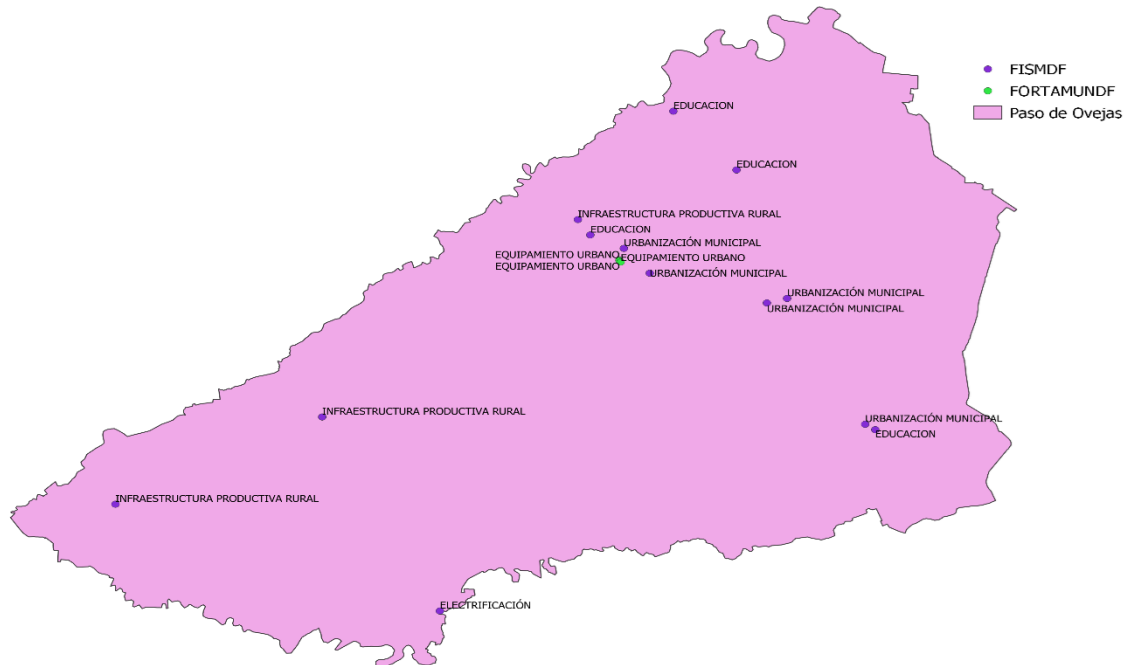 FISMDF
FORTAMUNDF
Paso de Ovejas
EDUCACION
EDUCACION
INFRAESTRUCTURA PRODUCTIVA RURAL
EDUCACION
URBANIZACIÓN MUNICIPAL
EQUIPAMIENTO URBANO
EQUIPAMIENTO URBANO
EQUIPAMIENTO URBANO
URBANIZACIÓN MUNICIPAL
URBANIZACIÓN MUNICIPAL
URBANIZACIÓN MUNICIPAL
INFRAESTRUCTURA PRODUCTIVA RURAL
URBANIZACIÓN MUNICIPAL
EDUCACION
INFRAESTRUCTURA PRODUCTIVA RURAL
ELECTRIFICACIÓN